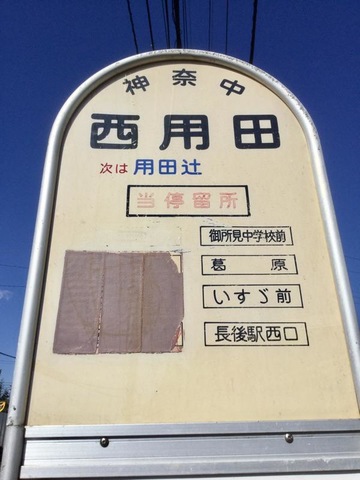 神奈中
西用田
次は 用田辻
当停留所
御所見中学校前
葛原
いすゞ前
長後駅西口